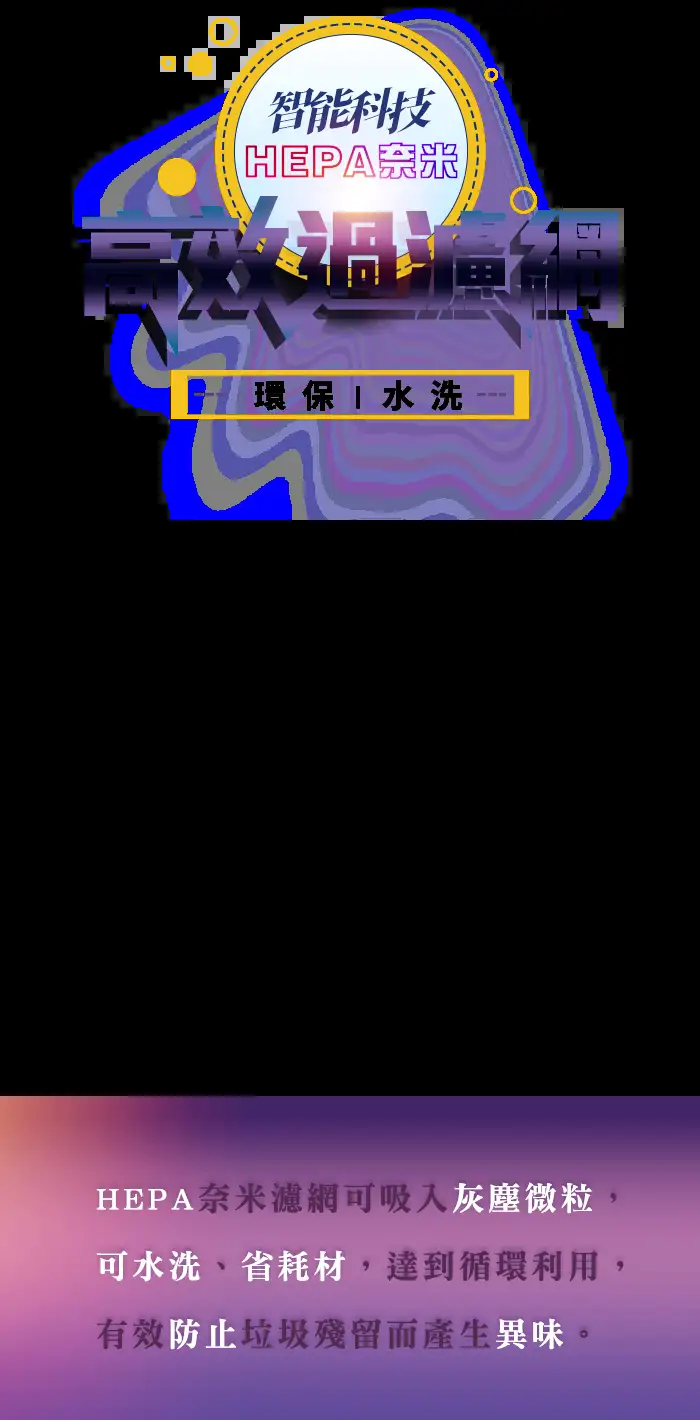 智能科技
HEPA奈米
高效過濾網
環保|水洗
HEPA奈米濾網可吸入灰塵微粒，
可水洗、省耗材，達到循環利用，
有效防止垃圾殘留而產生異味。